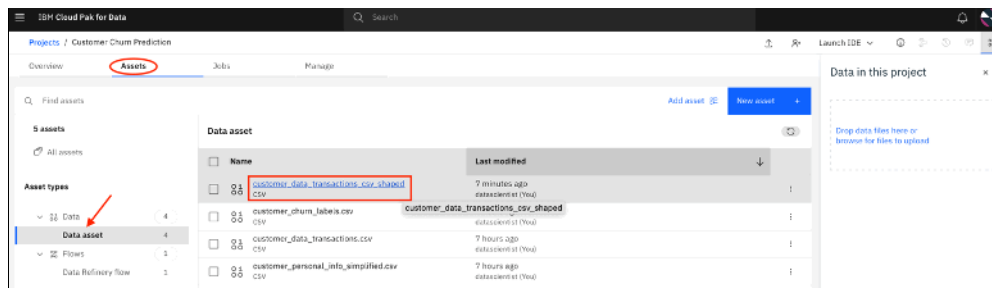 IBM Cloud Pak for Data
Search
Projects / Customer Churn Prediction
Launch IDE
Overview
Assets
Jobs
Manage
Data in this project
Find assets
Add asset
New asset +
5 assets
All assets
Data asset
Drop data files here or
browse for files to upload
Name
Last modified
Asset types
customer_data_transactions_csv_shaped
CSV
7 minutes ago
datascientist (You)
customer_data_transactions_csv_shaped
Data 4
customer_churn_labels.csv
CSV
datascientist (You)
Data asset 4
customer_data_transactions.csv
CSV
7 hours ago
datascientist (You)
Flows 1
Data Refinery flow 1
customer_personal_info_simplified.csv
CSV
7 hours ago
datascientist (You)